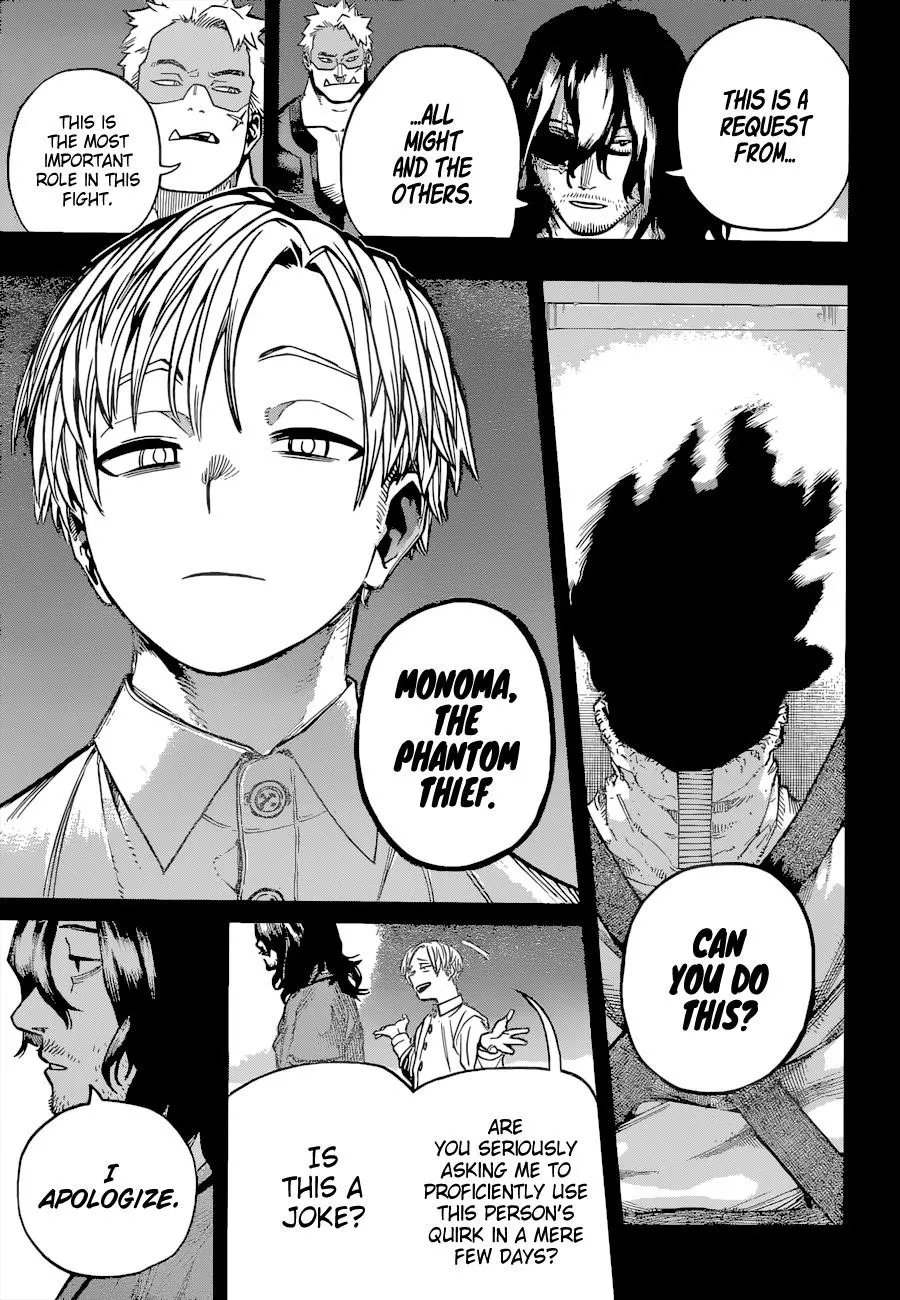 THIS IS A
REQUEST
FROM...
...ALL
MIGHT
AND THE
OTHERS.
THIS IS
THE MOST
IMPORTANT
ROLE IN THIS
FIGHT.
CAN
YOU DO
THIS?
MONOMA,
THE
PHANTOM
THIEF.
ARE
YOU SERIOUSLY
ASKING ME TO
PROFICIENTLY USE
THIS PERSON'S
QUIRK IN A MERE
FEW DAYS?
IS
THIS A
JOKE?
I
APOLOGIZE.